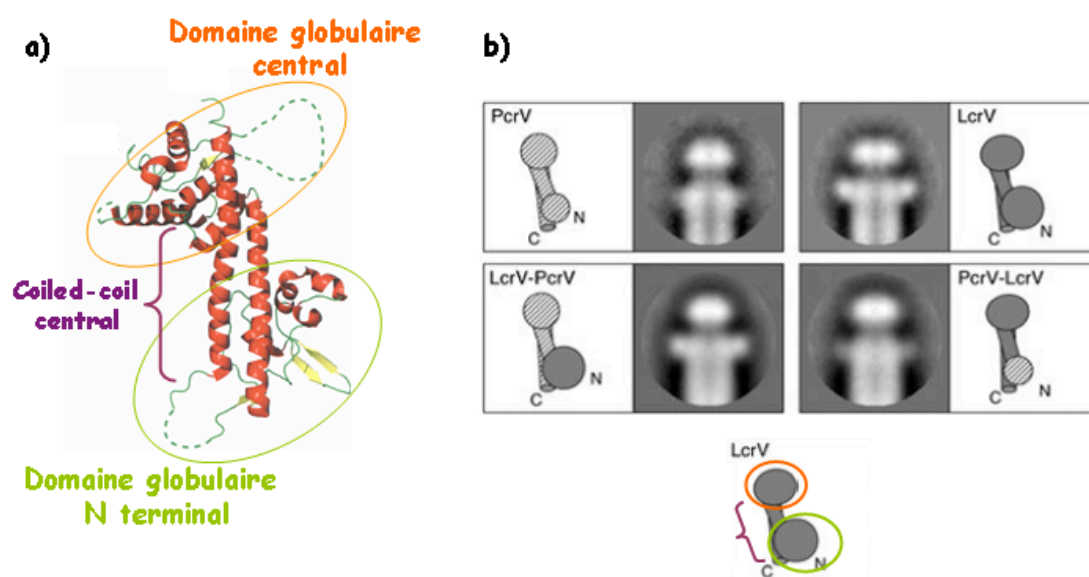 a)
Domaine globulaire
central
Coiled-coil
central
Domaine globulaire
N terminal
b)
PcrV
N
C
LcrV
N
C
LcrV-PcrV
N
C
PcrV-LcrV
N
C
LcrV
N
C